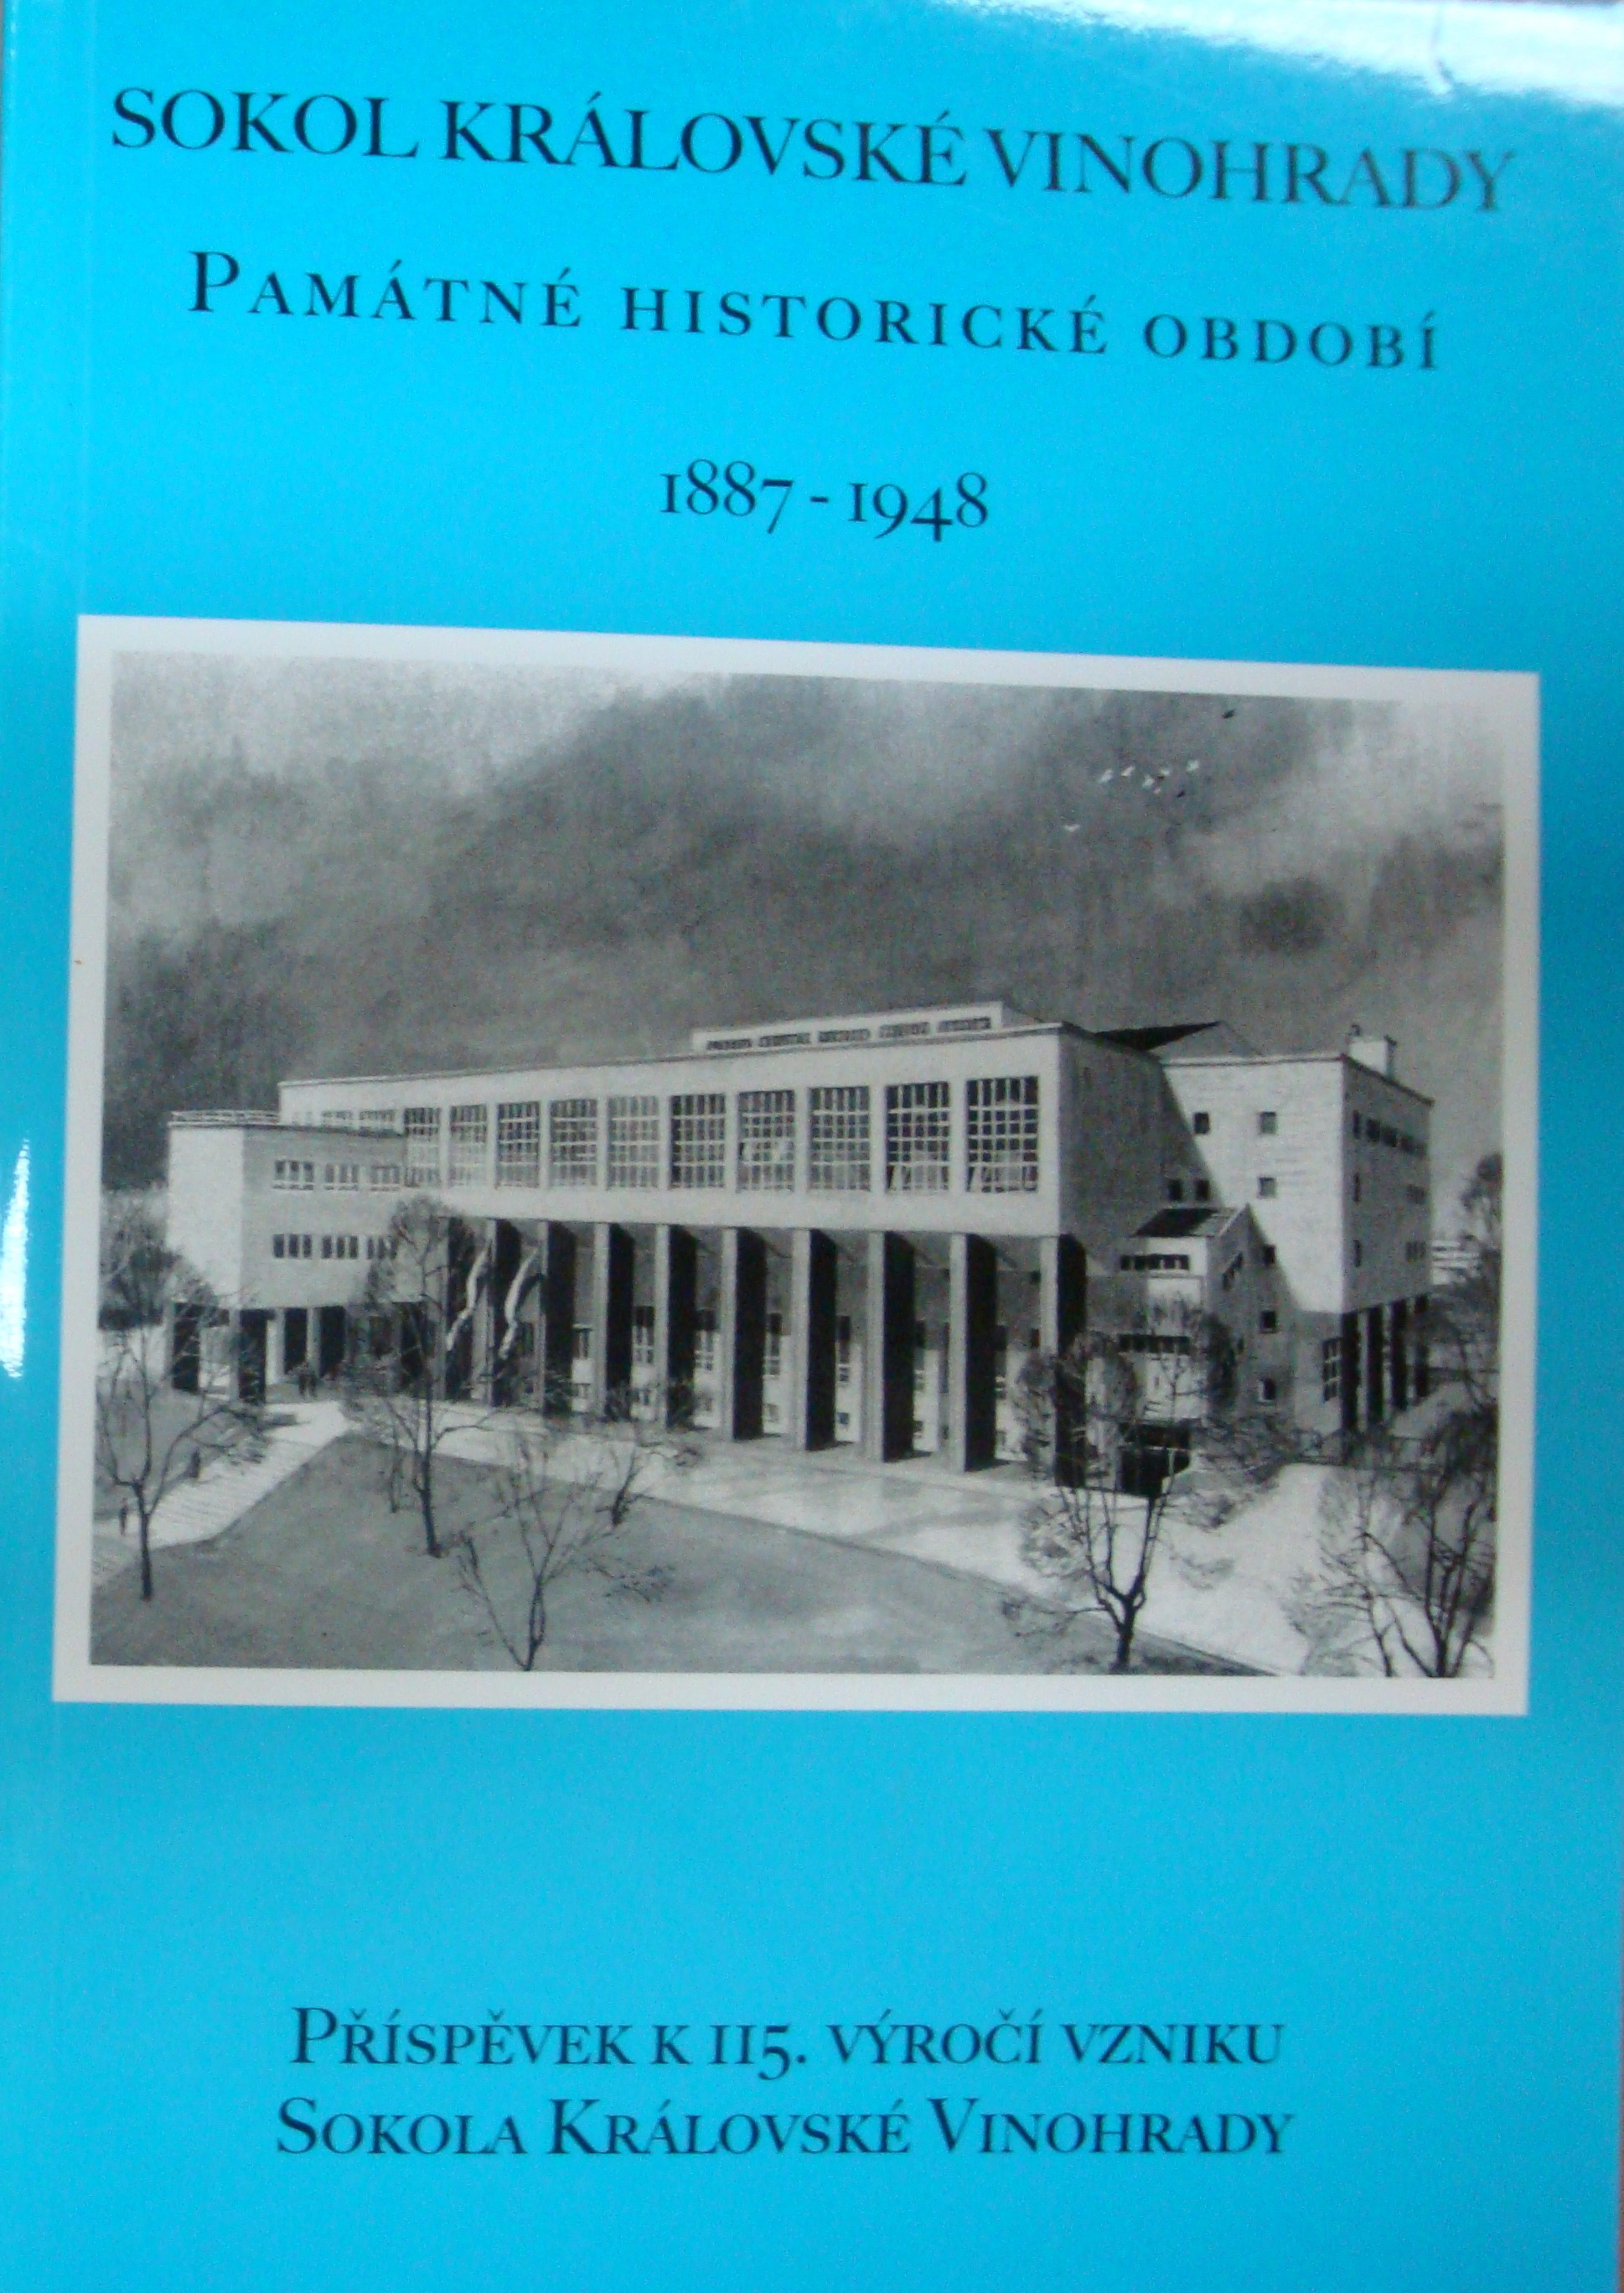 SOKOL KRÁLOVSKÉ VINOHRADY
PAMÁTNÉ HISTORICKÉ OBDOBÍ
1887 - 1948
PŘÍSPĚVEK K 115. VÝROČÍ VZNIKU
SOKOLA KRÁLOVSKÉ VINOHRADY